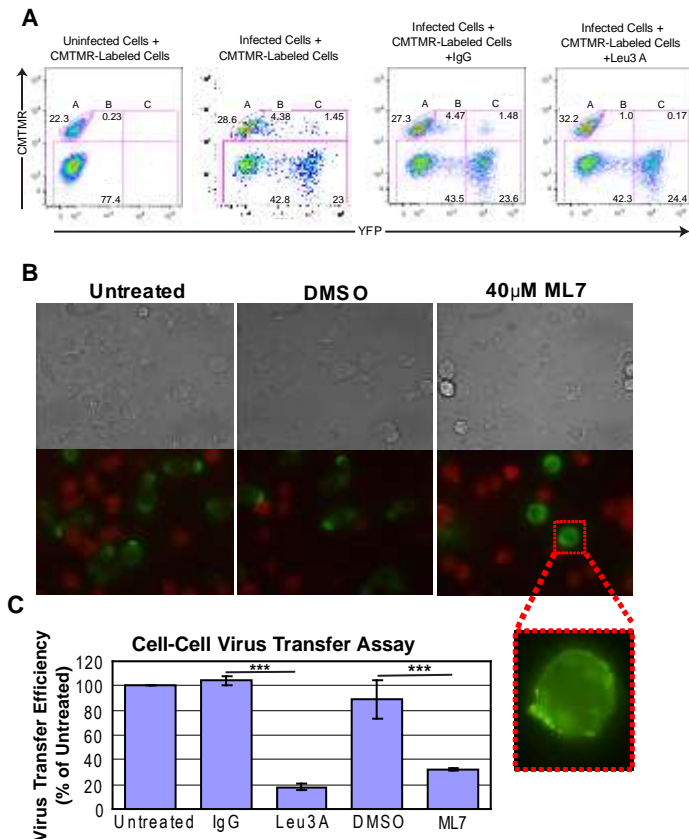 A
Uninfected Cells +
CMTMR-Labeled Cells
Infected Cells +
CMTMR-Labeled Cells
Infected Cells +
CMTMR-Labeled Cells
+IgG
Infected Cells +
CMTMR-Labeled Cells
+Leu3 A
CMTMR
A B C
22.3 0.23
77.4
A B C
28.6 4.38 1.45
42.8 23
A B C
27.3 4.47 1.48
43.5 23.6
A B C
32.2 1.0 0.17
42.3 24.4
YFP
B
Untreated
DMSO
40µM ML7
C
Cell-Cell Virus Transfer Assay
Virus Transfer Efficiency
(% of Untreated)
120
100
80
60
40
20
0
*** ***
Untreated IgG Leu3A DMSO ML7